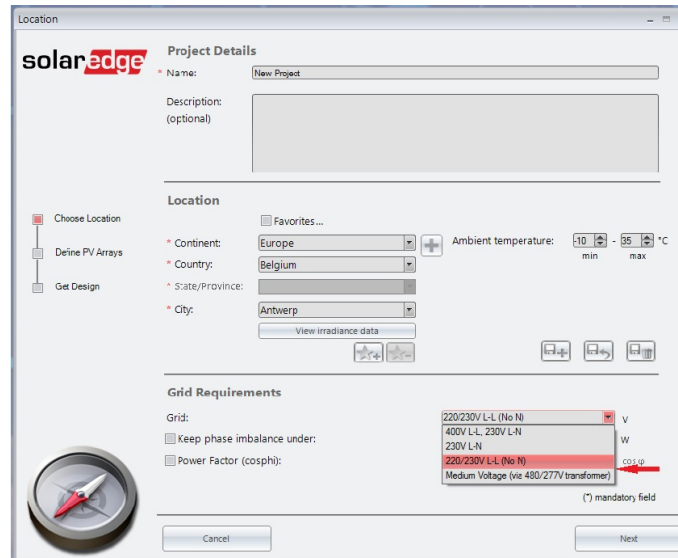 Location
solaredge
Project Details
* Name: New Project
Description:
(optional)
Location
Choose Location
Define PV Arrays
Get Design
Favorites...
* Continent: Europe
Ambient temperature: -10 - 35 °C
min max
* Country: Belgium
* State/Province:
* City: Antwerp
View irradiance data
Grid Requirements
Grid: 220/230V L-L (No N) V
400V L-L, 230V L-N
Keep phase imbalance under: W
230V L-N
220/230V L-L (No N)
Power Factor (cosphi): cos φ
Medium Voltage (via 480/277V transformer)
(*) mandatory field
Cancel Next